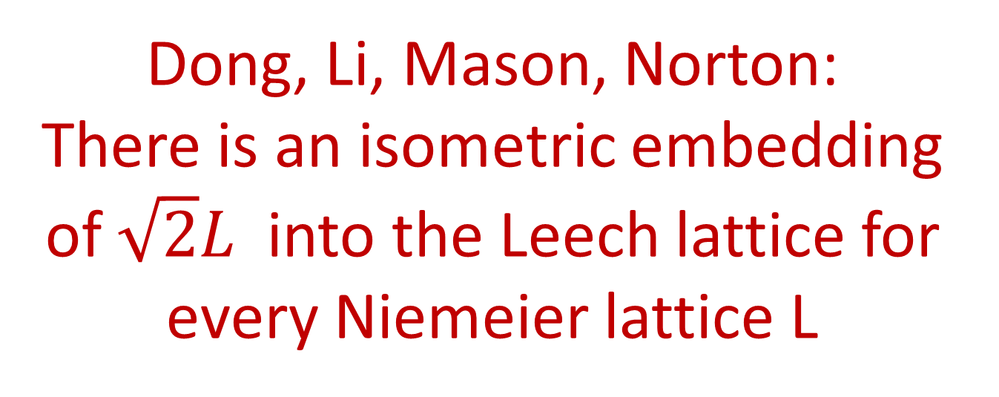 Dong, Li, Mason, Norton:
There is an isometric embedding
of √2L into the Leech lattice for
every Niemeier lattice L